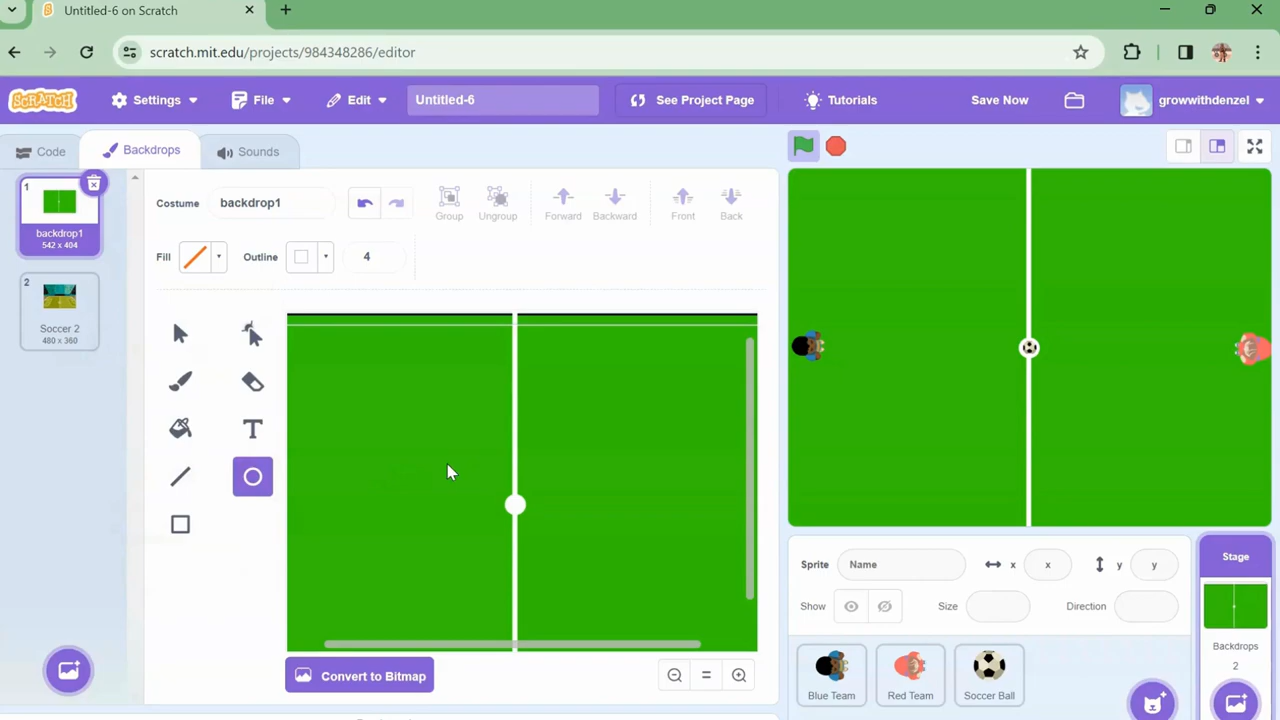 Untitled-6 on Scratch
scratch.mit.edu/projects/984348286/editor
SCRATCH
Settings
File
Edit
Untitled-6
See Project Page
Tutorials
Save Now
growwithdenzel
Code
Backdrops
Sounds
1
backdrop1
542 x 404
2
Soccer 2
480 x 360
Costume
backdrop1
Group
Ungroup
Forward
Backward
Front
Back
Fill
Outline
4
T
Convert to Bitmap
Sprite
Name
x
x
y
y
Show
Size
Direction
Blue Team
Red Team
Soccer Ball
Stage
Backdrops
2